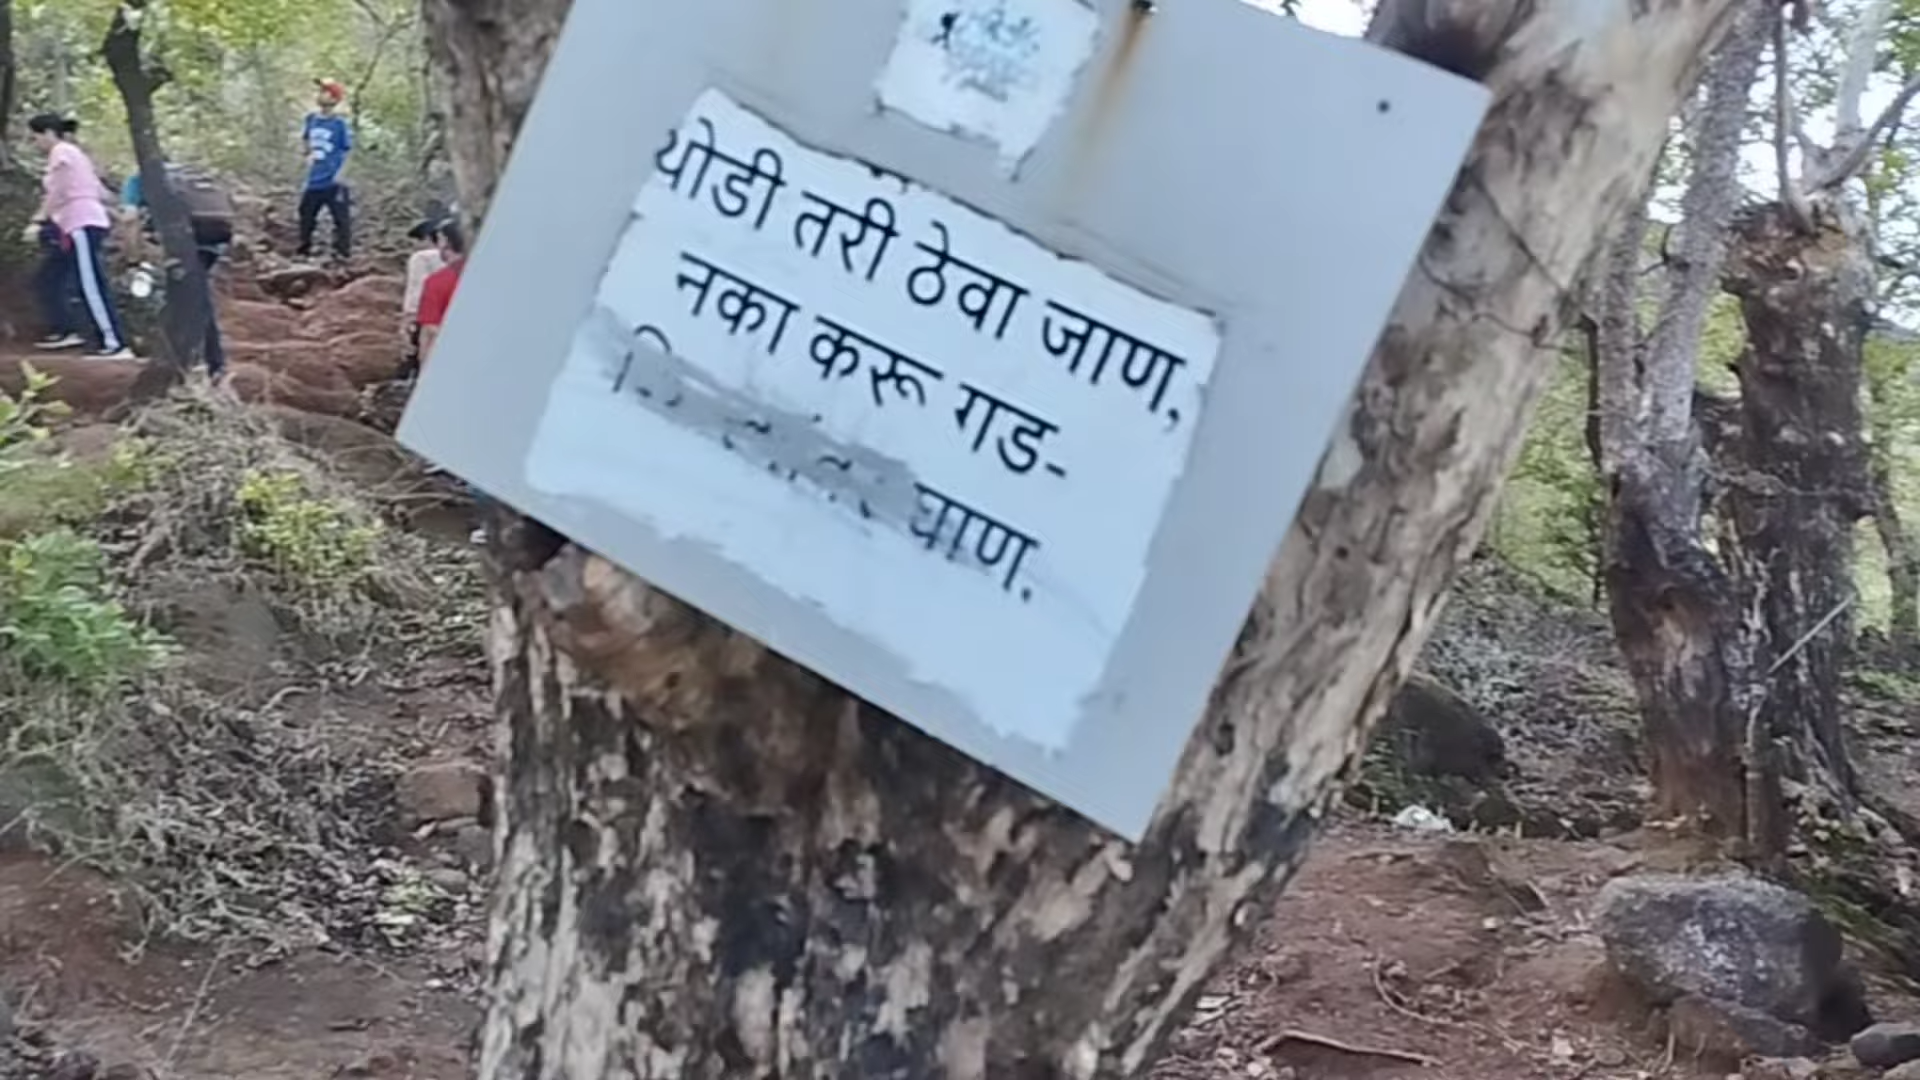 थोडी तरी ठेवा जाण,
नका करू गड-
घाण.